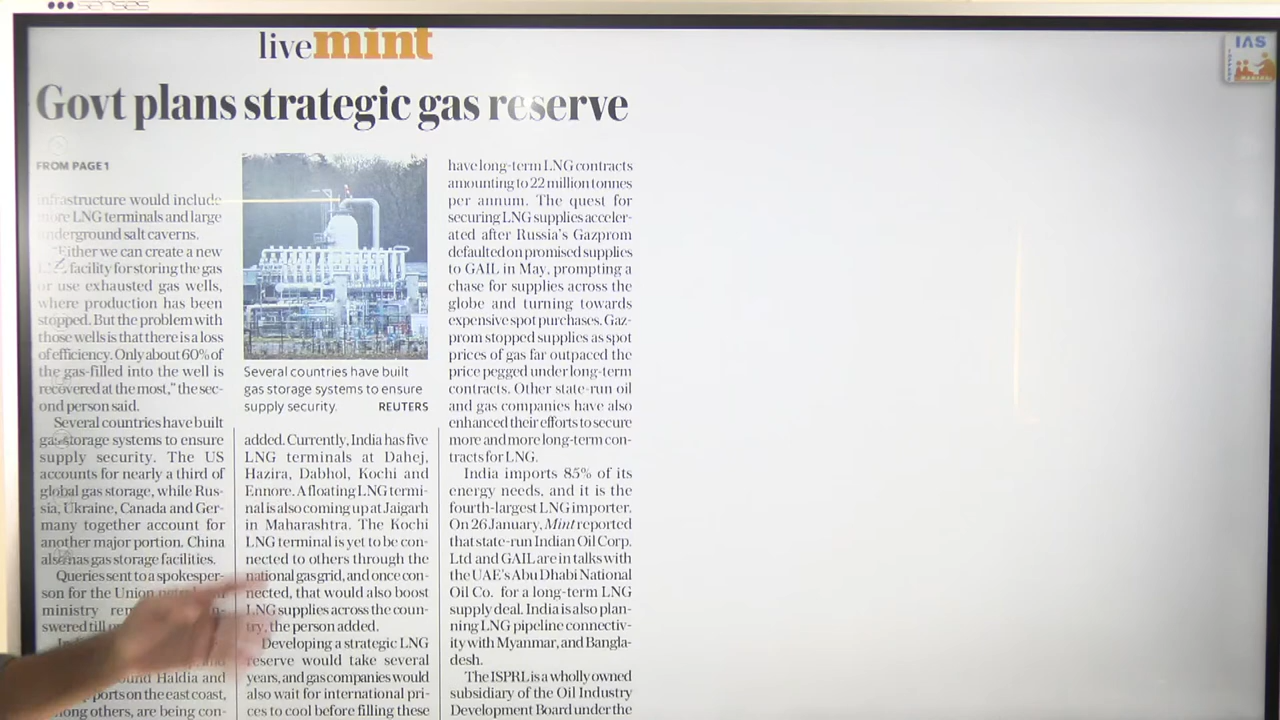 senses
livemint
IAS
Govt plans strategic gas reserve
FROM PAGE 1
infrastructure would include
more LNG terminals and large
underground salt caverns.
"Either we can create a new
facility for storing the gas
or use exhausted gas wells,
where production has been
stopped. But the problem with
those wells is that there is a loss
of efficiency. Only about 60% of
the gas-filled into the well is
recovered at the most," the sec-
ond person said.
Several countries have built
gas storage systems to ensure
supply security. The US
accounts for nearly a third of
global gas storage, while Rus-
sia, Ukraine, Canada and Ger-
many together account for
another major portion. China
also has gas storage facilities.
Queries sent to a spokesper-
son for the Union
ministry
swered till
Haldia and
ports on the east coast,
among others, are being con-
Several countries have built
gas storage systems to ensure
supply security. REUTERS
added. Currently, India has five
LNG terminals at Dahej,
Hazira, Dabhol, Kochi and
Ennore. A floating LNG termi-
nal is also coming up at Jaigarh
in Maharashtra. The Kochi
LNG terminal is yet to be con-
nected to others through the
national gas grid, and once con-
nected, that would also boost
LNG supplies across the coun-
try, the person added.
Developing a strategic LNG
reserve would take several
years, and gas companies would
also wait for international pri-
ces to cool before filling these
have long-term LNG contracts
amounting to 22 million tonnes
per annum. The quest for
securing LNG supplies acceler-
ated after Russia's Gazprom
defaulted on promised supplies
to GAIL in May, prompting a
chase for supplies across the
globe and turning towards
expensive spot purchases. Gaz-
prom stopped supplies as spot
prices of gas far outpaced the
price pegged under long-term
contracts. Other state-run oil
and gas companies have also
enhanced their efforts to secure
more and more long-term con-
tracts for LNG.
India imports 85% of its
energy needs, and it is the
fourth-largest LNG importer.
On 26 January, Mint reported
that state-run Indian Oil Corp.
Ltd and GAIL are in talks with
the UAE's Abu Dhabi National
Oil Co. for a long-term LNG
supply deal. India is also plan-
ning LNG pipeline connectiv-
ity with Myanmar, and Bangla-
desh.
The ISPRL is a wholly owned
subsidiary of the Oil Industry
Development Board under the